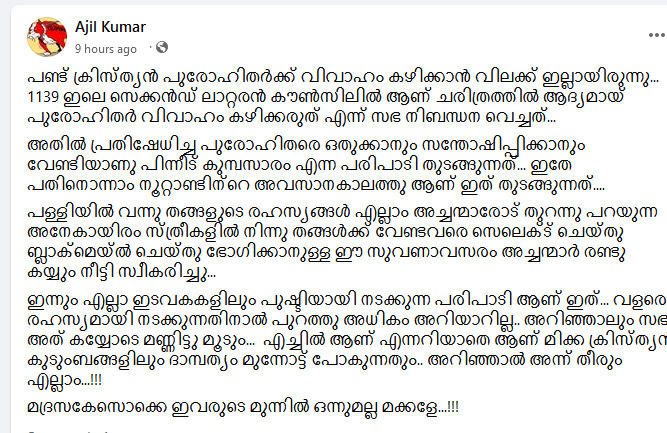 Ajil Kumar
9 hours ago ·
പണ്ട് ക്രിസ്ത്യൻ പുരോഹിതർക്ക് വിവാഹം കഴിക്കാൻ വിലക്ക് ഇല്ലായിരുന്നു...
1139 ഇലെ സെക്കൻഡ് ലാറ്ററൻ കൗൺസിലിൽ ആണ് ചരിത്രത്തിൽ ആദ്യമായ്
പുരോഹിതർ വിവാഹം കഴിക്കരുത് എന്ന് സഭ നിബന്ധന വെച്ചത്...
അതിൽ പ്രതിഷേധിച്ച പുരോഹിതരെ ഒതുക്കാനും സന്തോഷിപ്പിക്കാനും
വേണ്ടിയാണു പിന്നീട് കുമ്പസാരം എന്ന പരിപാടി തുടങ്ങുന്നത്... ഇതേ
പതിനൊന്നാം നൂറ്റാണ്ടിന്റെ അവസാനകാലത്തു ആണ് ഇത് തുടങ്ങുന്നത്....
പള്ളിയിൽ വന്നു തങ്ങളുടെ രഹസ്യങ്ങൾ എല്ലാം അച്ചന്മാരോട് തുറന്നു പറയുന്ന
അനേകായിരം സ്ത്രീകളിൽ നിന്നു തങ്ങൾക്ക് വേണ്ടവരെ സെലെക്ട് ചെയ്തു
ബ്ലാക്മെയ്ൽ ചെയ്തു ഭോഗിക്കാനുള്ള ഈ സുവണാവസരം അച്ചന്മാർ രണ്ടു
കയ്യും നീട്ടി സ്വീകരിച്ചു...
ഇന്നും എല്ലാ ഇടവകകളിലും പുഷ്ടിയായി നടക്കുന്ന പരിപാടി ആണ് ഇത്... വളരെ
രഹസ്യമായി നടക്കുന്നതിനാൽ പുറത്തു അധികം അറിയാറില്ല.. അറിഞ്ഞാലും സഭ
അത് കയ്യോടെ മണ്ണിട്ടു മൂടും... എച്ചിൽ ആണ് എന്നറിയാതെ ആണ് മിക്ക ക്രിസ്ത്യൻ
കുടുംബങ്ങളിലും ദാമ്പത്യം മുന്നോട്ട് പോകുന്നതും.. അറിഞ്ഞാൽ അന്ന് തീരും
എല്ലാം...!!!
മദ്രസകേസൊക്കെ ഇവരുടെ മുന്നിൽ ഒന്നുമല്ല മക്കളേ...!!!